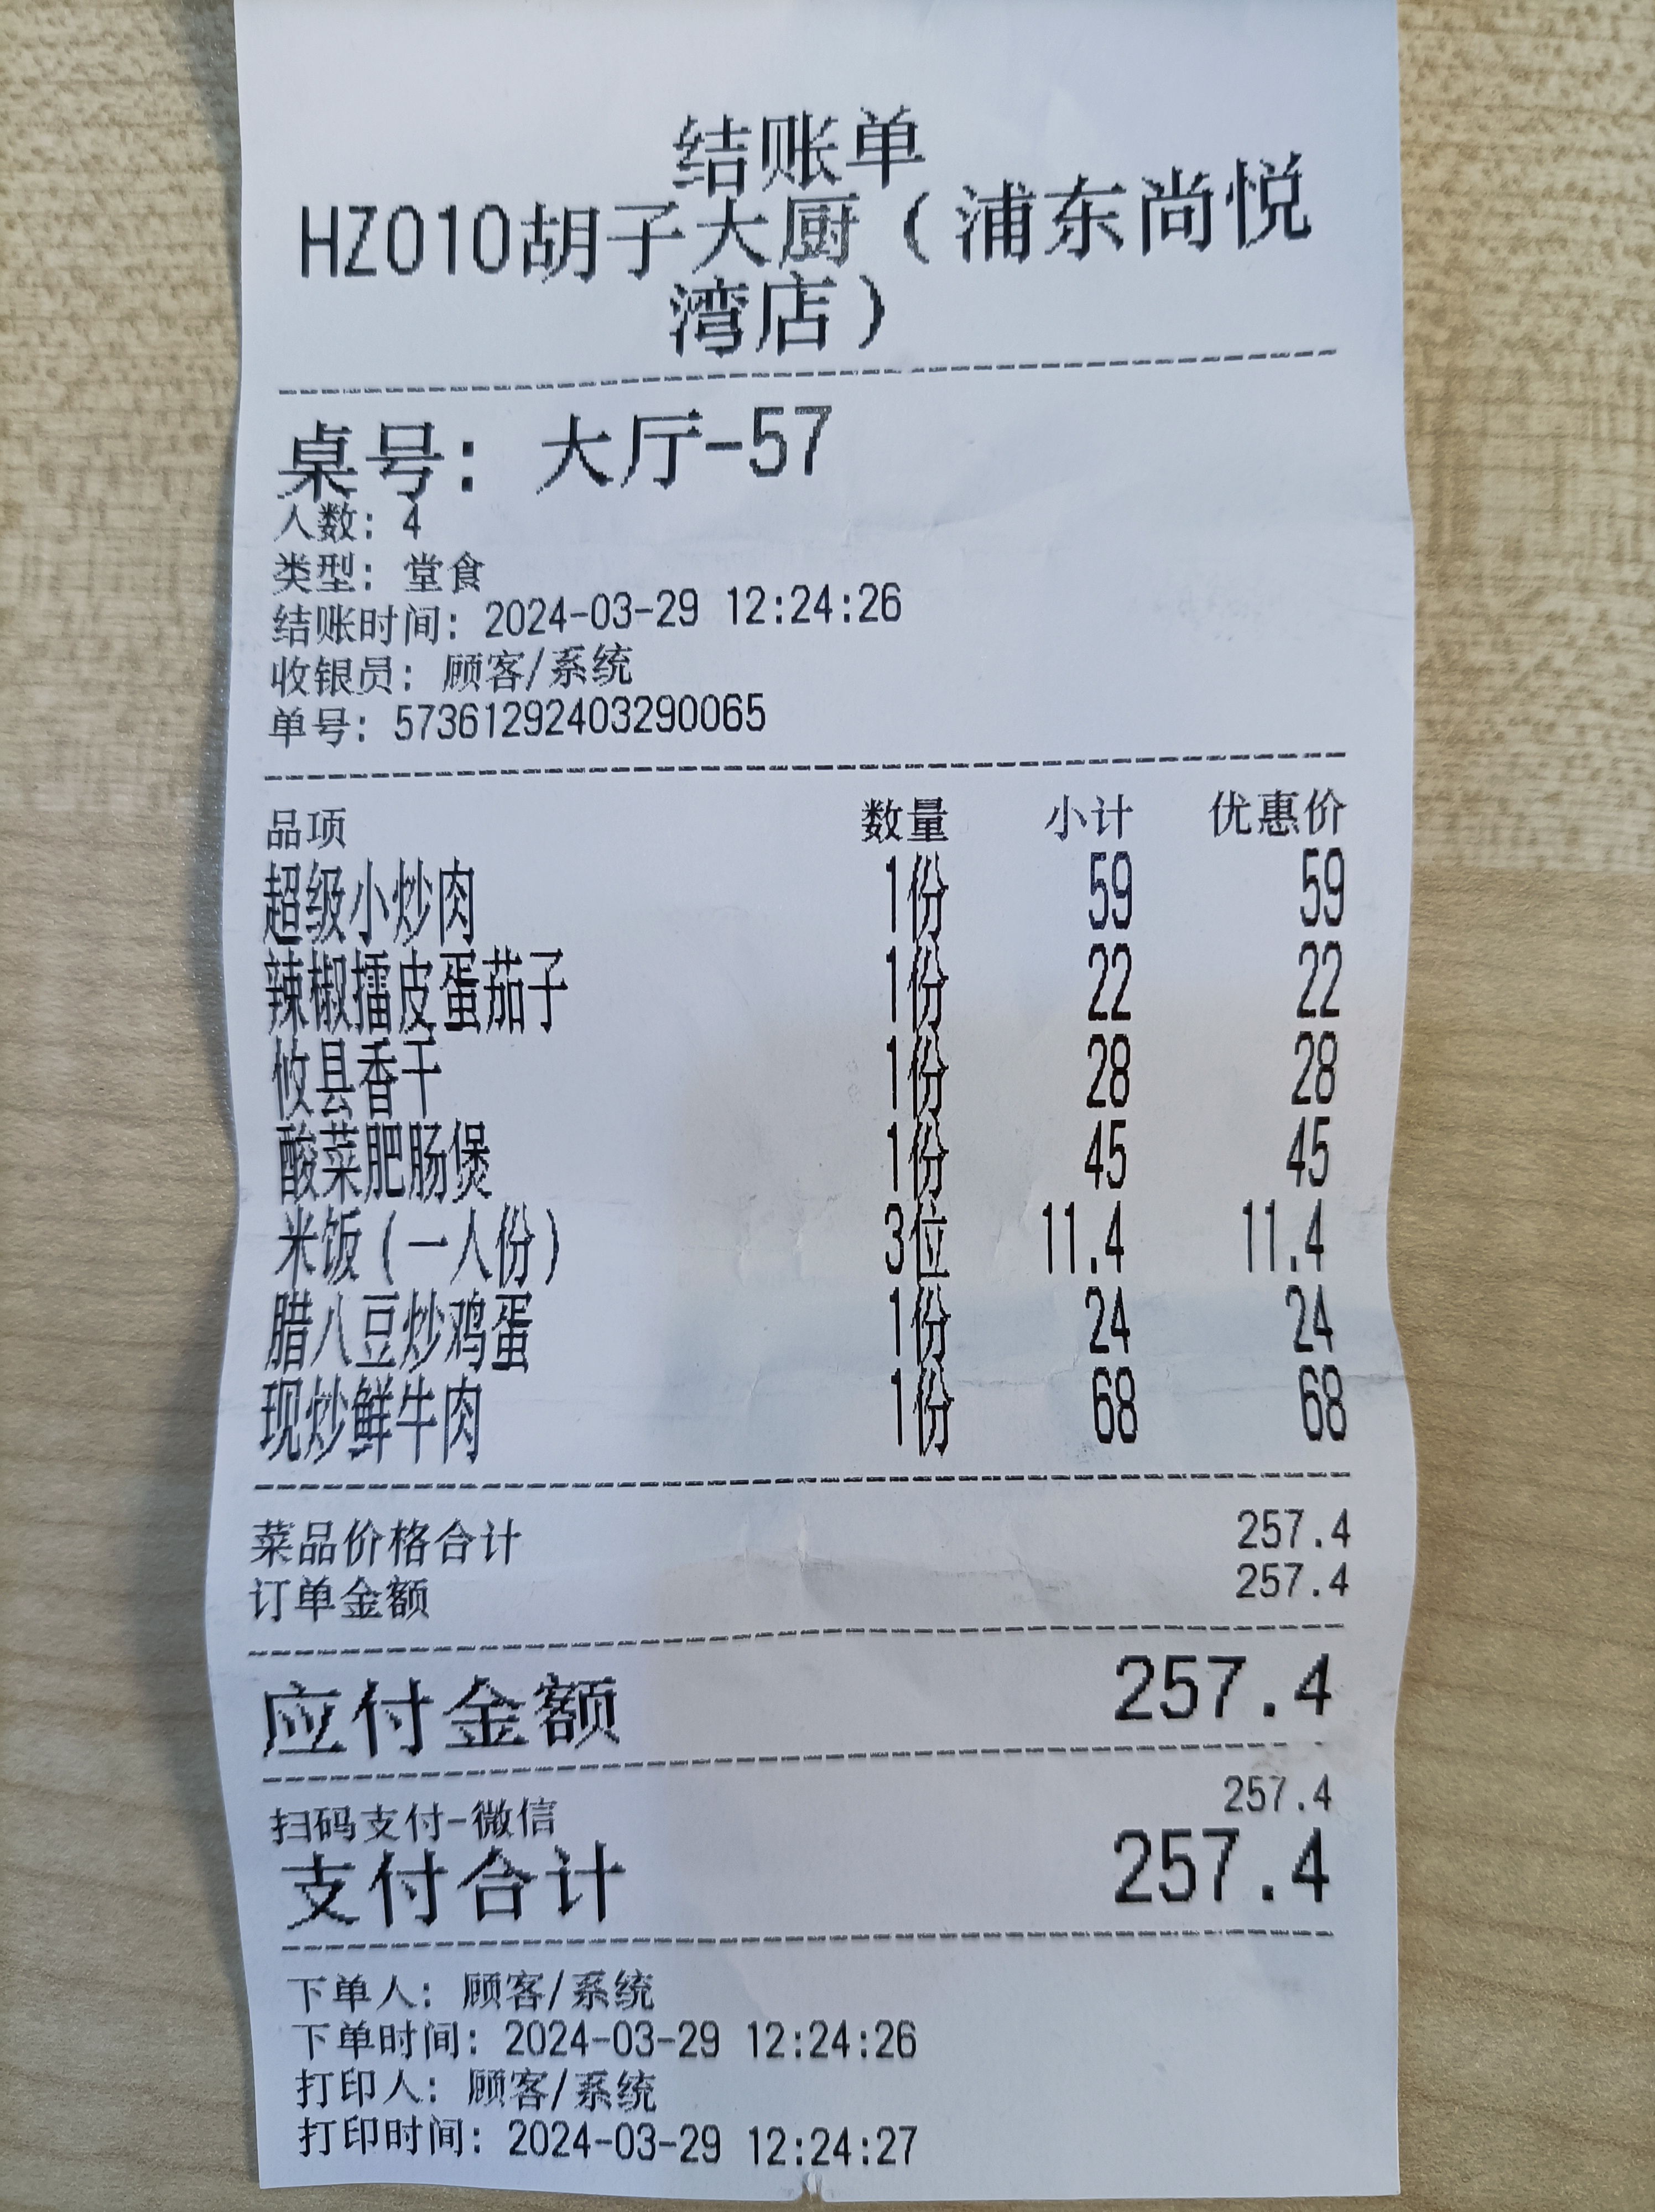 结账单
HZ010胡子大厨（浦东尚悦
湾店）
桌号：大厅-57
人数：4
类型：堂食
结账时间：2024-03-29 12:24:26
收银员：顾客/系统
单号：57361292403290065
品项 数量 小计 优惠价
超级小炒肉 1份 59 59
辣椒擂皮蛋茄子 1份 22 22
攸县香干 1份 28 28
酸菜肥肠煲 1份 45 45
米饭（一人份） 3位 11.4 11.4
腊八豆炒鸡蛋 1份 24 24
现炒鲜牛肉 1份 68 68
菜品价格合计 257.4
订单金额 257.4
应付金额 257.4
扫码支付-微信 257.4
支付合计 257.4
下单人：顾客/系统
下单时间：2024-03-29 12:24:26
打印人：顾客/系统
打印时间：2024-03-29 12:24:27